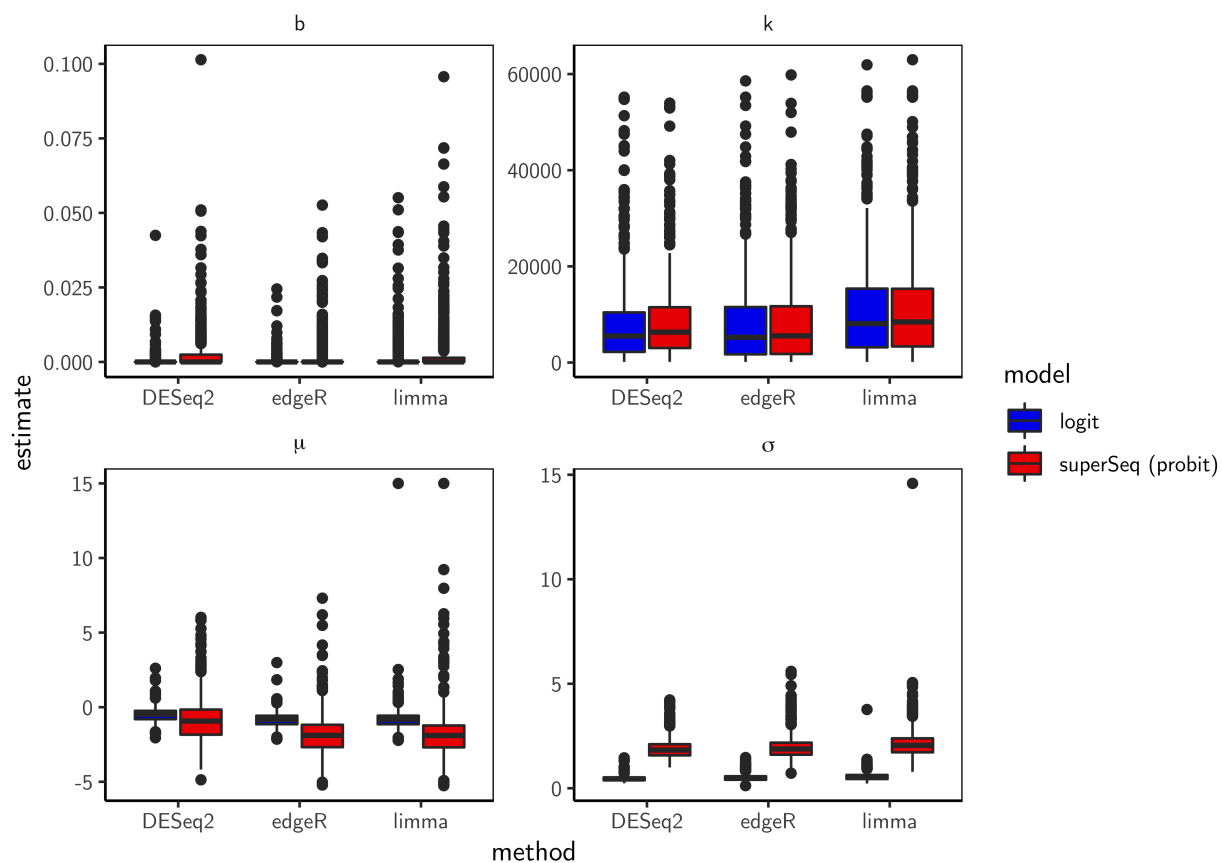 b
k
0.100
0.075
0.050
0.025
0.000
60000
40000
20000
0
DESeq2 edgeR limma
DESeq2 edgeR limma
μ
σ
15
10
5
0
-5
15
10
5
0
DESeq2 edgeR limma
DESeq2 edgeR limma
estimate
method
model
logit
superSeq (probit)